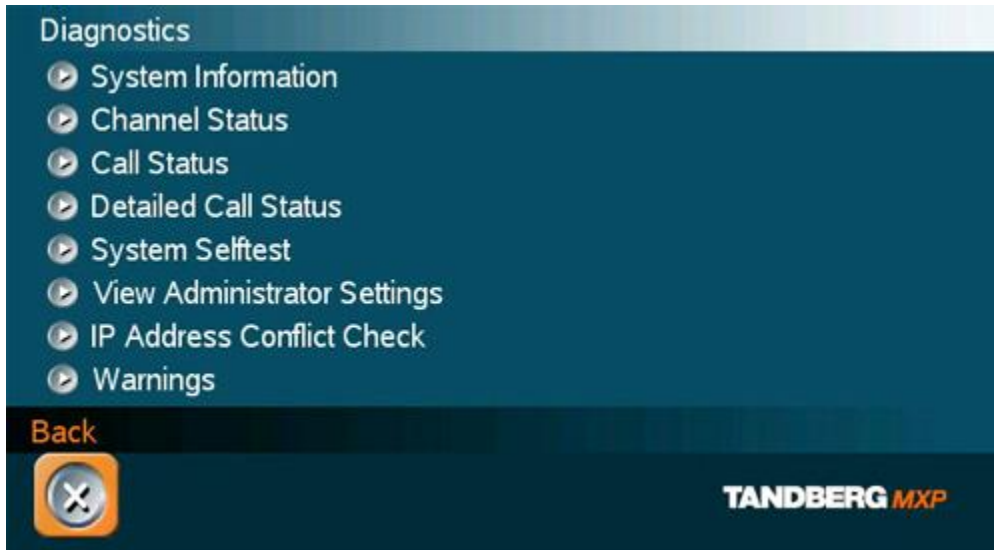 Diagnostics
System Information
Channel Status
Call Status
Detailed Call Status
System Selftest
View Administrator Settings
IP Address Conflict Check
Warnings
Back
TANDBERG MXP